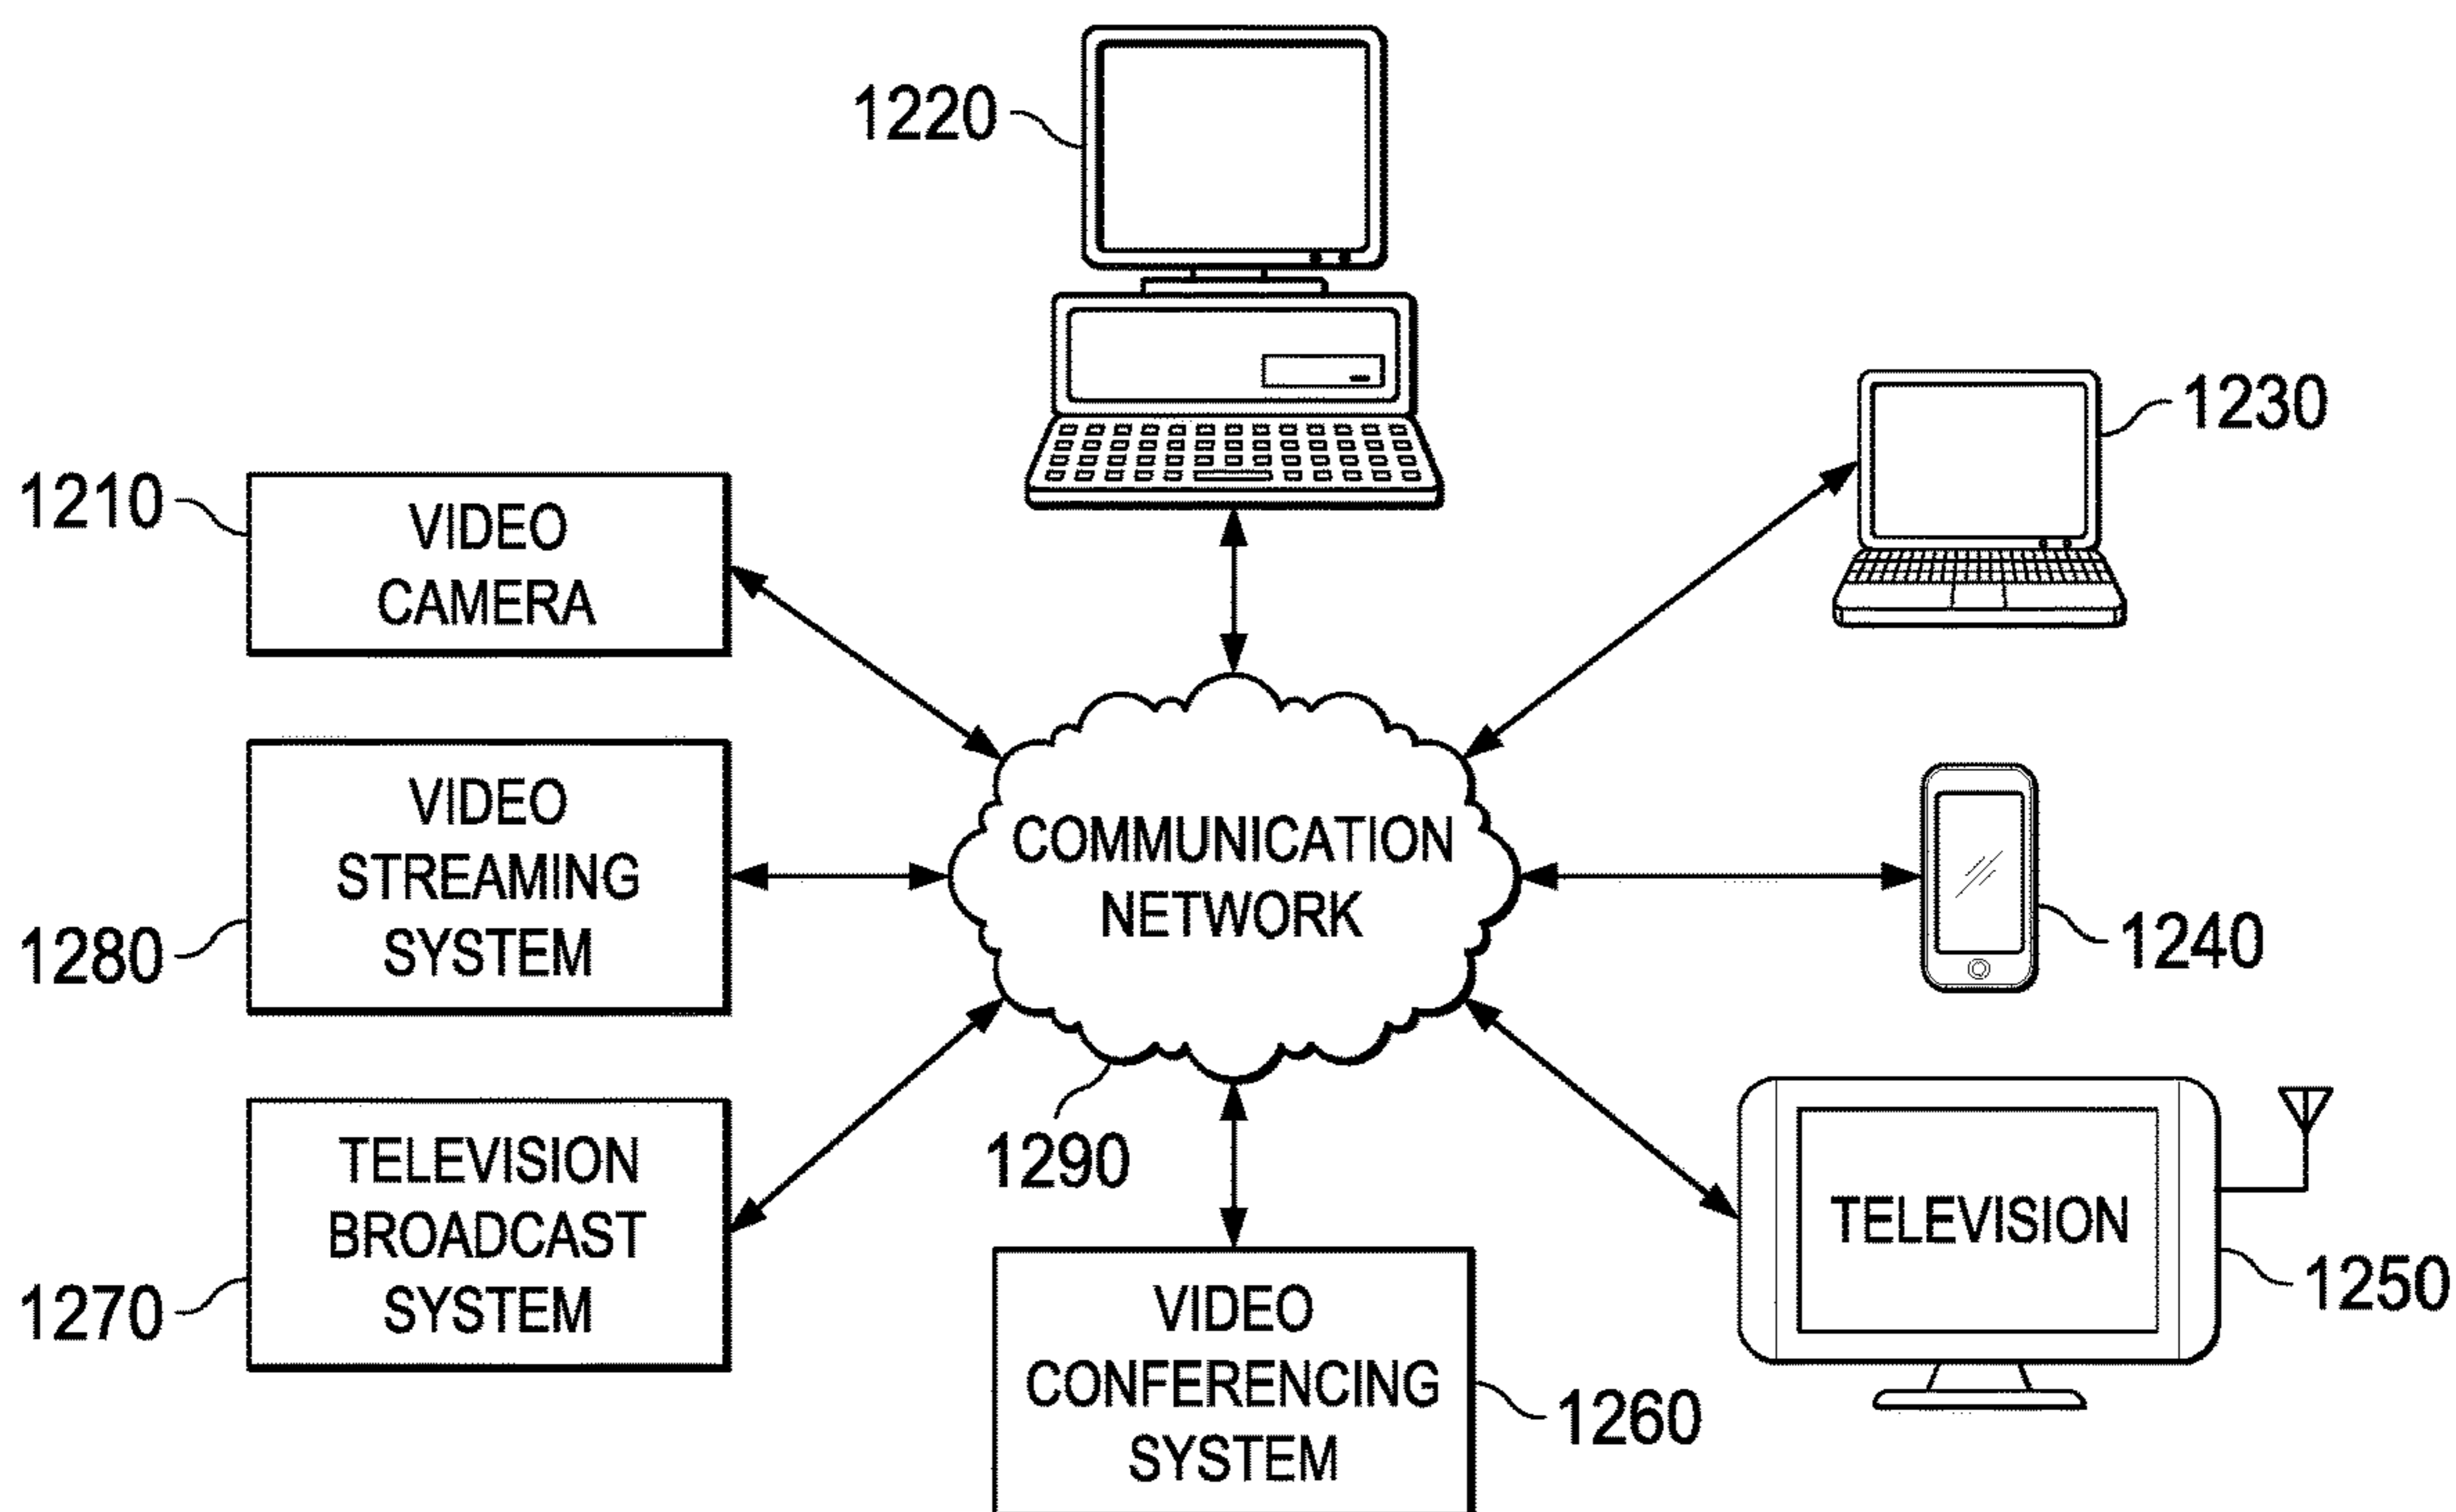 1220
1230
1210
VIDEO
CAMERA
VIDEO
STREAMING
SYSTEM
1280
COMMUNICATION
NETWORK
1240
1290
TELEVISION
BROADCAST
SYSTEM
1270
TELEVISION
1250
VIDEO
CONFERENCING
SYSTEM
1260